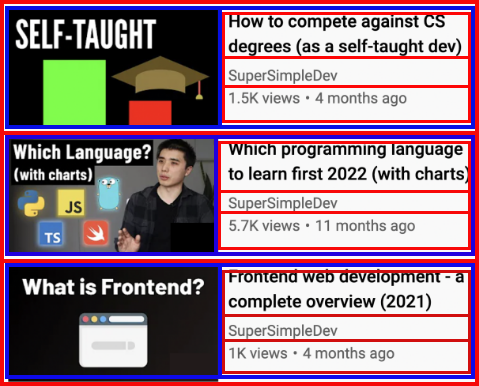 SELF-TAUGHT
How to compete against CS
degrees (as a self-taught dev)
SuperSimpleDev
1.5K views • 4 months ago
Which Language?
(with charts)
JS
TS
Which programming language
to learn first 2022 (with charts)
SuperSimpleDev
5.7K views • 11 months ago
What is Frontend?
Frontend web development - a
complete overview (2021)
SuperSimpleDev
1K views • 4 months ago